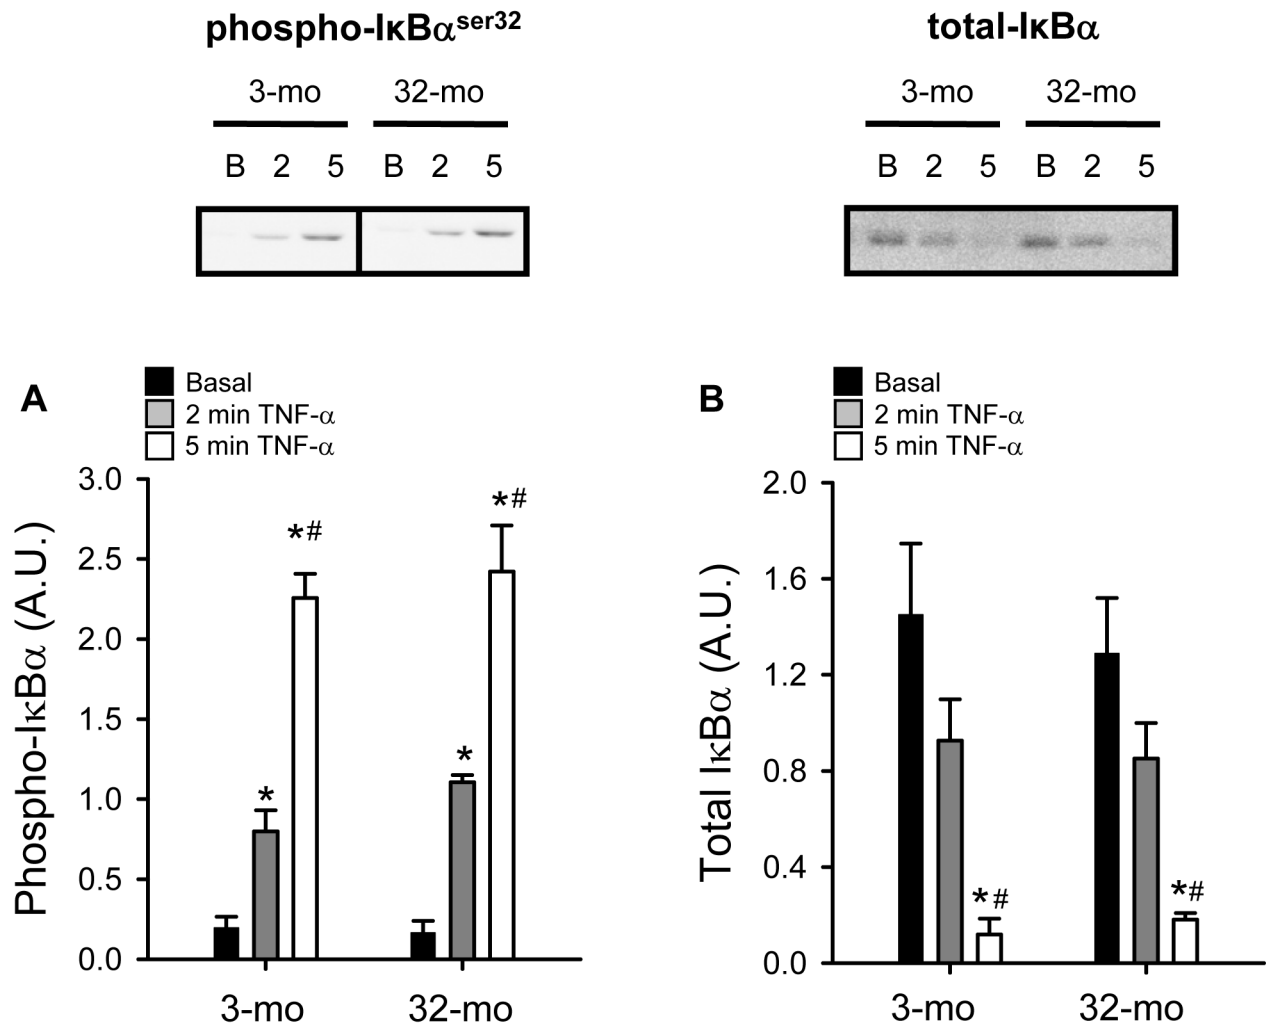 phospho-IκBα^ser32
3-mo 32-mo
B 2 5 B 2 5
total-IκBα
3-mo 32-mo
B 2 5 B 2 5
A
Basal
2 min TNF-α
5 min TNF-α
Phospho-IκBα (A.U.)
3.0
2.5
2.0
1.5
1.0
0.5
0.0
*
*#
*
*#
3-mo 32-mo
B
Basal
2 min TNF-α
5 min TNF-α
Total IκBα (A.U.)
2.0
1.6
1.2
0.8
0.4
0.0
*#
*#
3-mo 32-mo